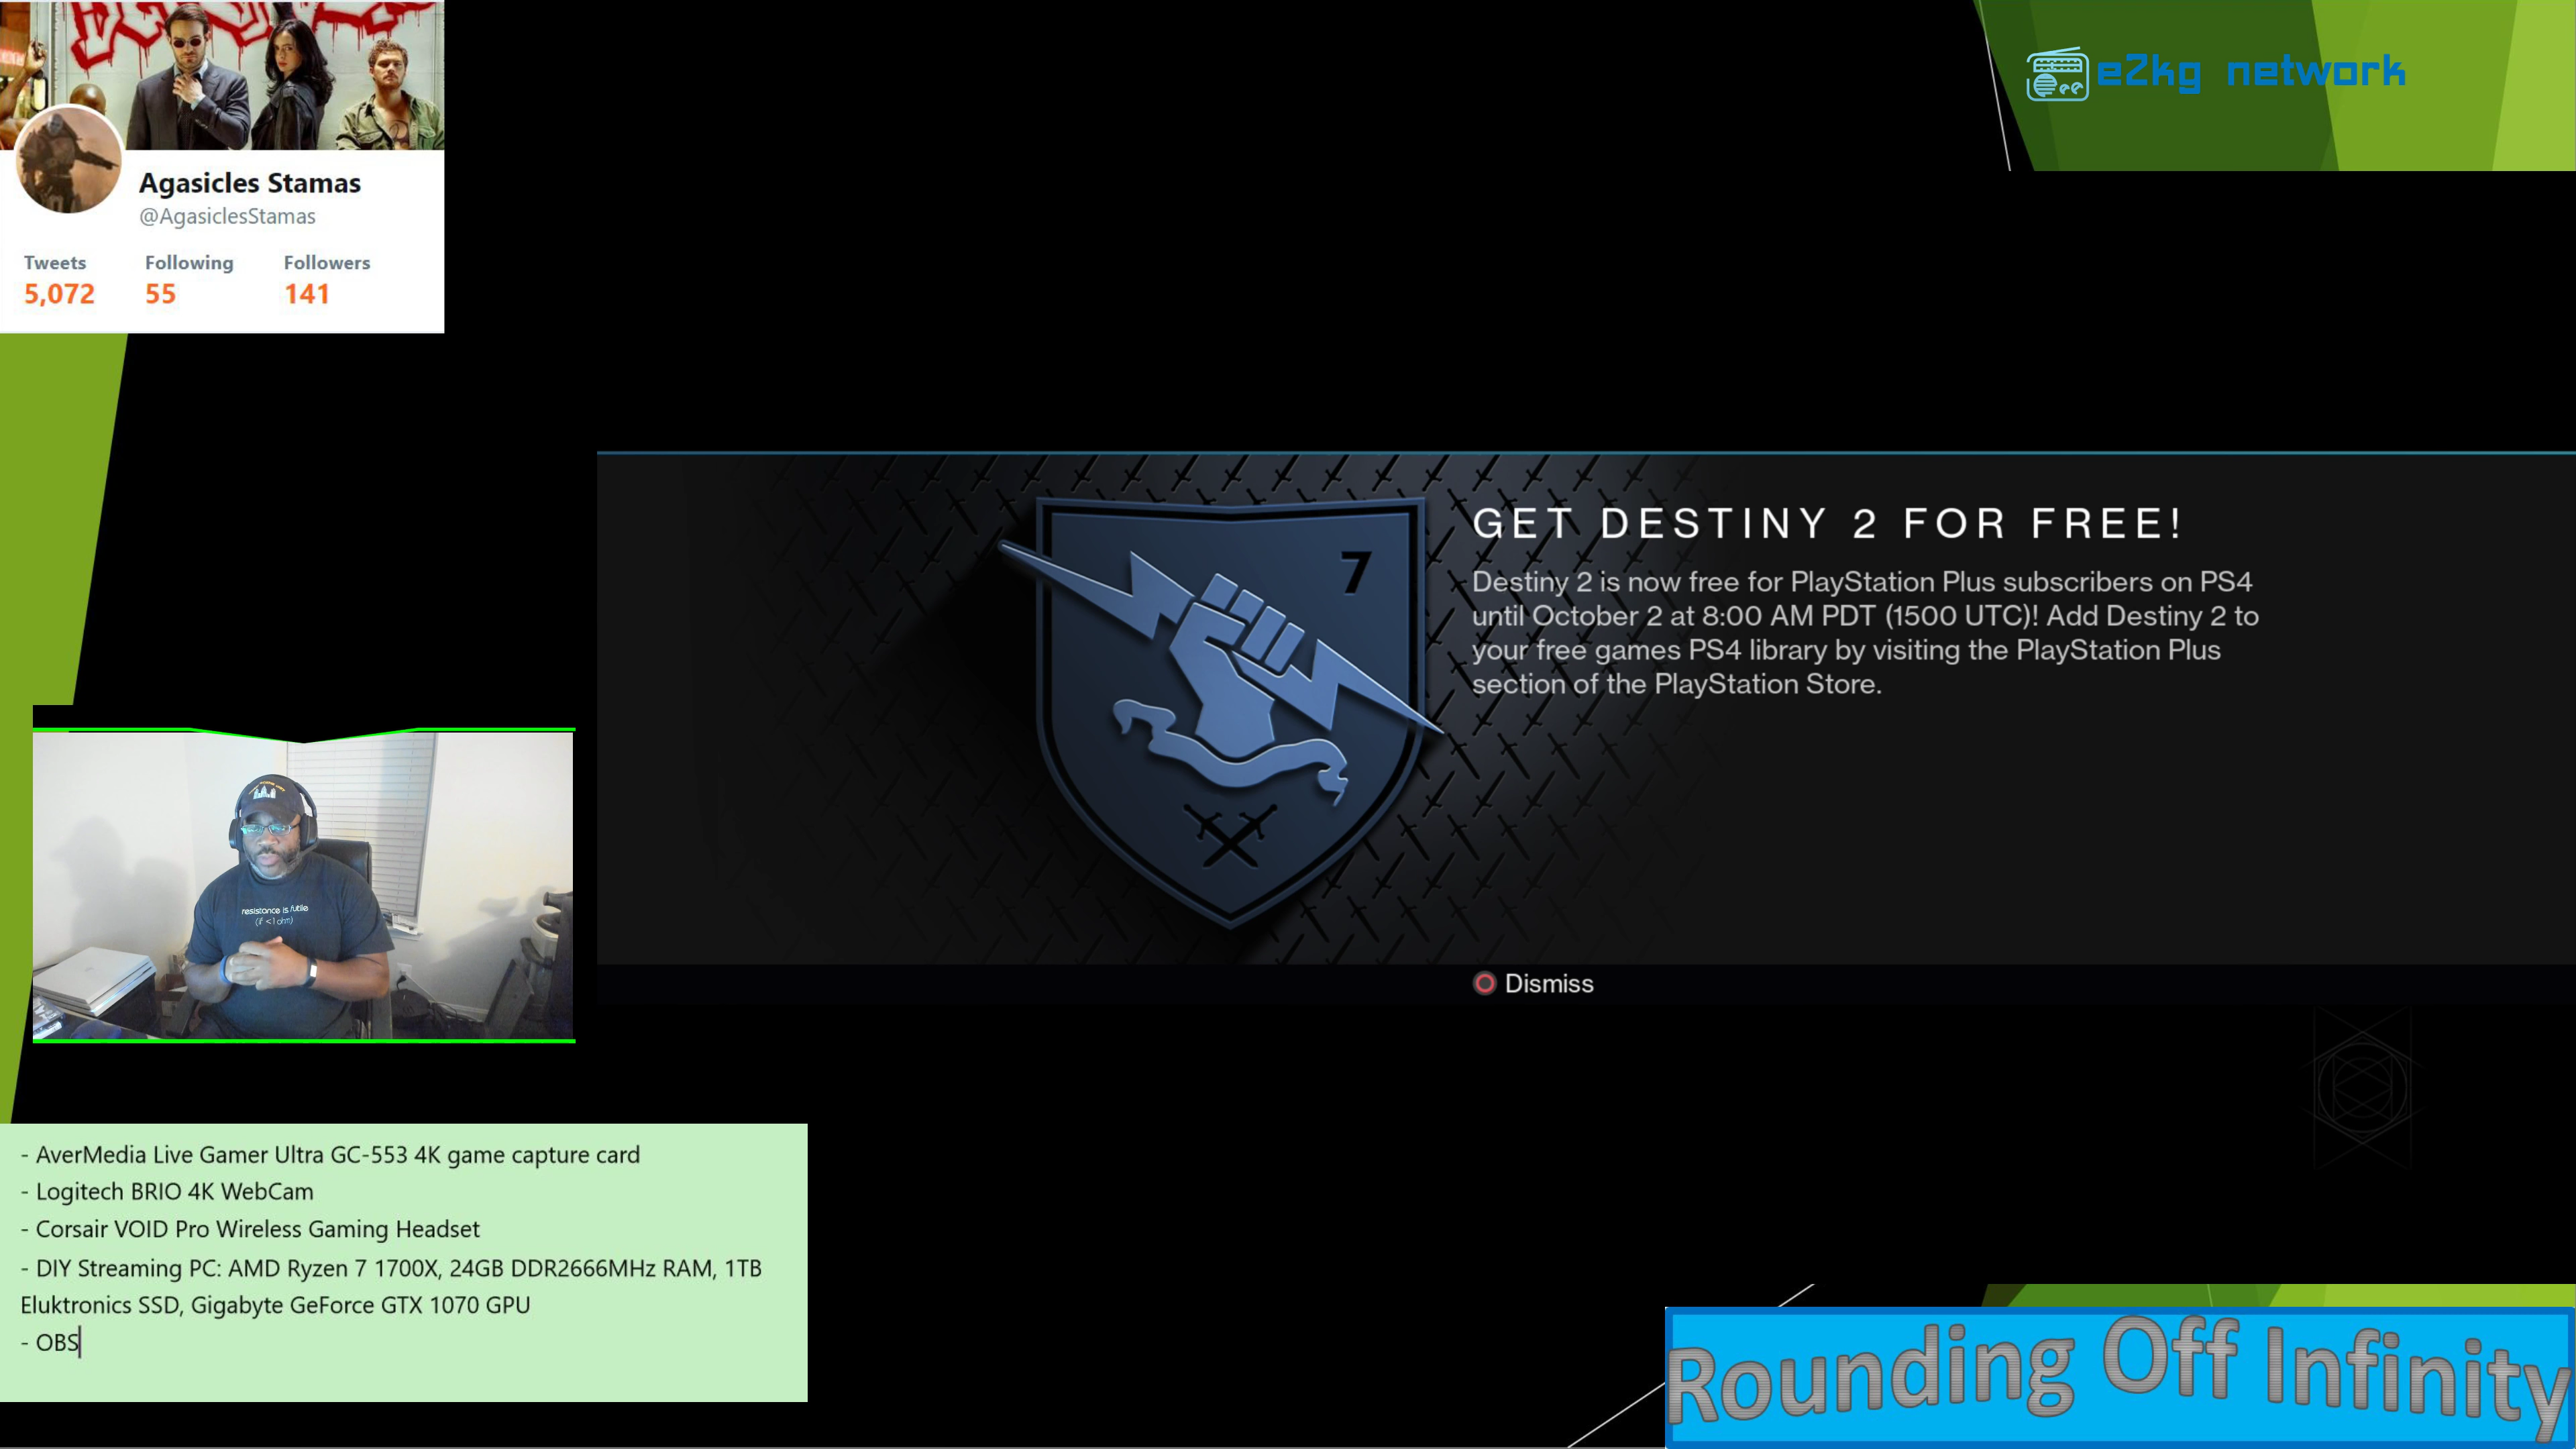 e2kg network
Agasicles Stamas
@AgasiclesStamas
Tweets Following Followers
5,072 55 141
7
GET DESTINY 2 FOR FREE!
Destiny 2 is now free for PlayStation Plus subscribers on PS4
until October 2 at 8:00 AM PDT (1500 UTC)! Add Destiny 2 to
your free games PS4 library by visiting the PlayStation Plus
section of the PlayStation Store.
Dismiss
resistance is futile
(if <1 ohm)
- AverMedia Live Gamer Ultra GC-553 4K game capture card
- Logitech BRIO 4K WebCam
- Corsair VOID Pro Wireless Gaming Headset
- DIY Streaming PC: AMD Ryzen 7 1700X, 24GB DDR2666MHz RAM, 1TB
Eluktronics SSD, Gigabyte GeForce GTX 1070 GPU
- OBS
Rounding Off Infinity